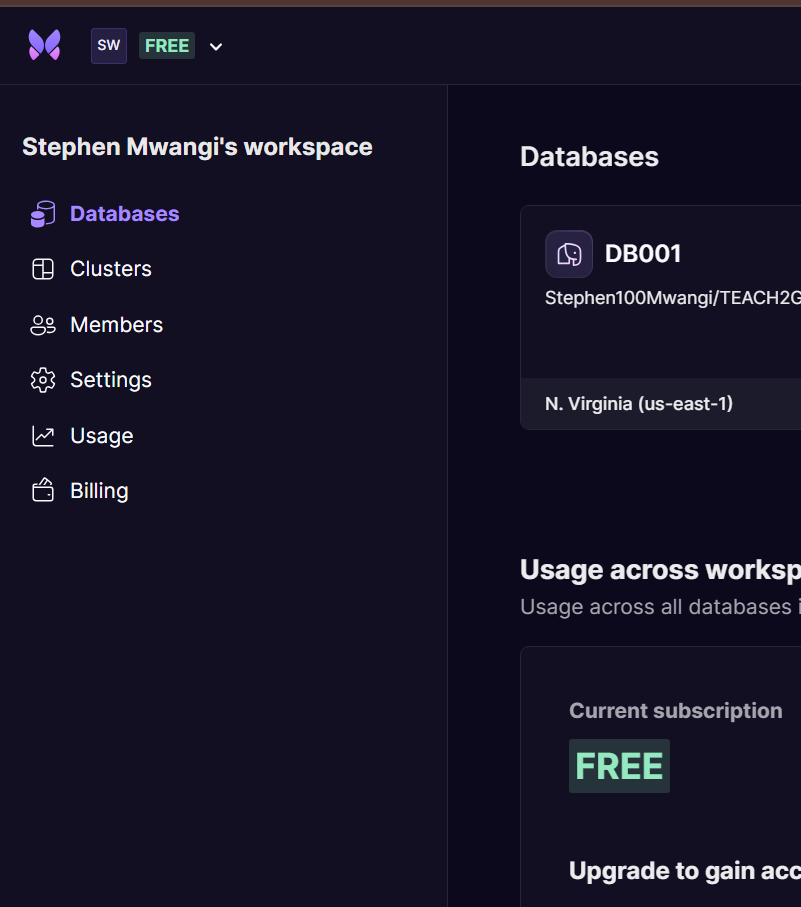 SW FREE
Stephen Mwangi's workspace
Databases
Clusters
Members
Settings
Usage
Billing
Databases
DB001
Stephen100Mwangi/TEACH2G
N. Virginia (us-east-1)
Usage across worksp
Usage across all databases i
Current subscription
FREE
Upgrade to gain acc